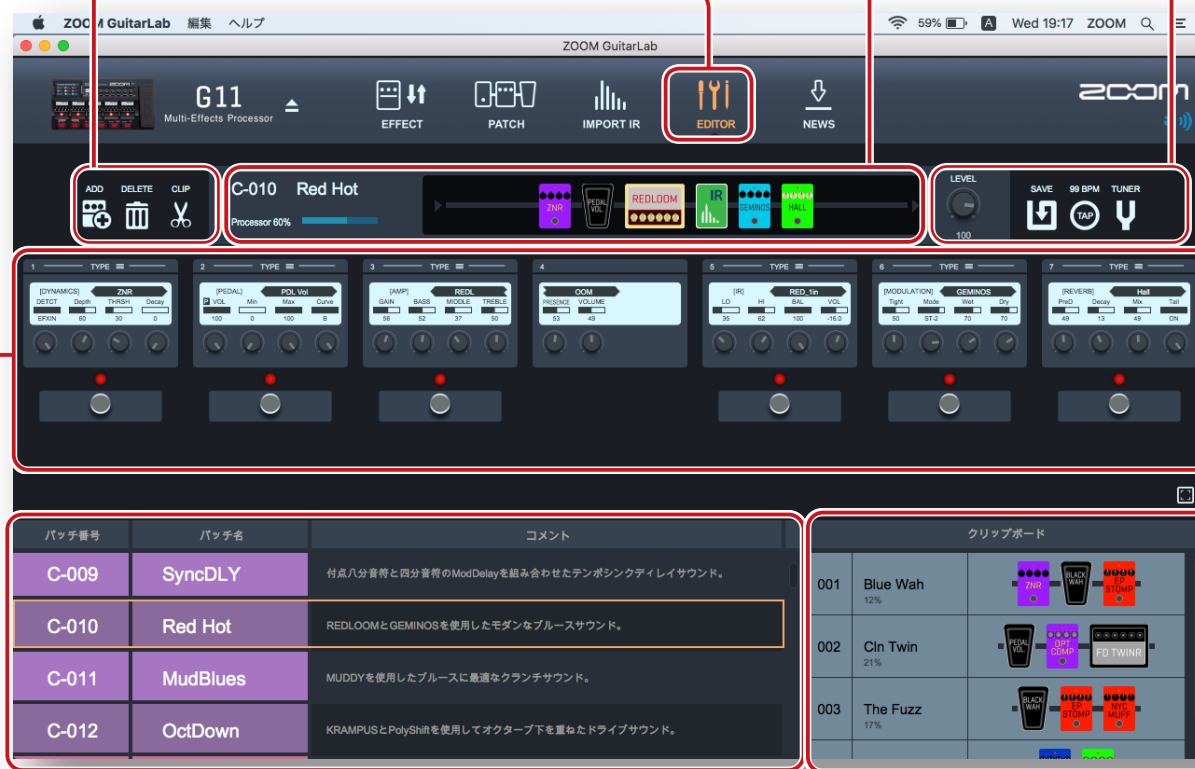 ZOOM GuitarLab 編集 ヘルプ 59% A Wed 19:17 ZOOM
ZOOM GuitarLab
G11
Multi-Effects Processor
EFFECT PATCH IMPORT IR EDITOR NEWS
ZOOM
ADD DELETE CLIP
C-010 Red Hot
Processor 60%
ZNR PEDAL VOL REDLOOM IR SEMINOS HALL
LEVEL
100
SAVE 99 BPM TUNER
TAP
1 TYPE 2 TYPE 3 TYPE 4 5 TYPE 6 TYPE 7 TYPE
[DYNAMICS] ZNR
DETCT Depth THRSH Decay
EFXIN 60 30 0
[PEDAL] PDL Vol
P VOL Min Max Curve
100 0 100 B
[AMP] REDL
GAIN BASS MIDDLE TREBLE
56 52 37 50
OOM
PRESENCE VOLUME
53 49
[IR] RED_1in
LO HI BAL VOL
35 62 100 -16.0
[MODULATION] GEMINOS
Tight Mode Wet Dry
50 ST-2 70 70
[REVERB] Hall
PreD Decay Mix Tail
49 13 49 ON
パッチ番号 パッチ名 コメント
C-009 SyncDLY 付点八分音符と四分音符のModDelayを組み合わせたテンポシンクディレイサウンド。
C-010 Red Hot REDLOOMとGEMINOSを使用したモダンなブルースサウンド。
C-011 MudBlues MUDDYを使用したブルースに最適なクランチサウンド。
C-012 OctDown KRAMPUSとPolyShiftを使用してオクターブ下を重ねたドライブサウンド。
クリップボード
001 Blue Wah
12%
ZNR BLACK WAH EP STOMP
002 Cln Twin
21%
PEDAL VOL. OPT COMP FD TWINR
003 The Fuzz
17%
BLACK WAH EP STOMP NYC MUFF